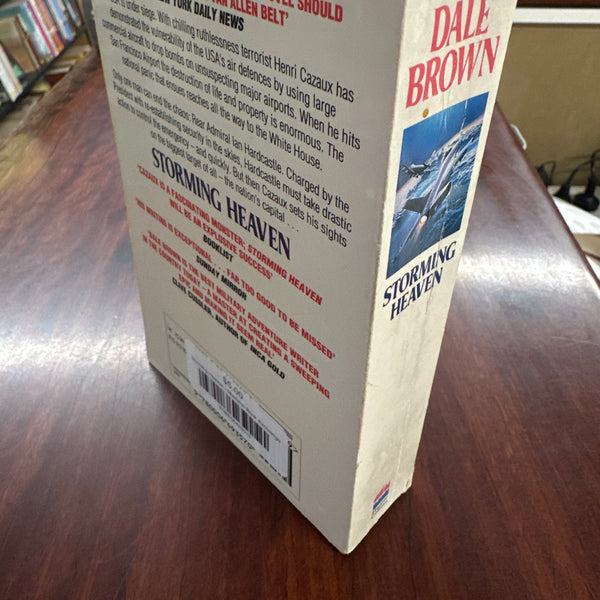 VEL SHOULD
VAN ALLEN BELT'
YORK DAILY NEWS
is under siege. With chilling ruthlessness terrorist Henri Cazaux has
demonstrated the vulnerability of the USA's air defences by using large
commercial aircraft to drop bombs on unsuspecting major airports. When he hits
San Francisco Airport the destruction of life and property is enormous. The
national panic that ensues reaches all the way to the White House.
Only one man can end the chaos: Rear Admiral Ian Hardcastle. Charged by the
President with re-establishing security in the skies, Hardcastle must take drastic
action to control the emergency – and quickly. But then Cazaux sets his sights
on the biggest target of all ... the nation's capital ...
STORMING HEAVEN
'CAZAUX IS A FASCINATING MONSTER; STORMING HEAVEN
WILL BE AN EXPLOSIVE SUCCESS'
BOOKLIST
'HIS WRITING IS EXCEPTIONAL ... FAR TOO GOOD TO BE MISSED'
SUNDAY MIRROR
'DALE BROWN IS THE BEST MILITARY ADVENTURE WRITER
IN THE COUNTRY TODAY
CLIVE CUSSLER, AUTHOR OF INCA GOLD
$6.00
DALE
BROWN
STORMING
HEAVEN